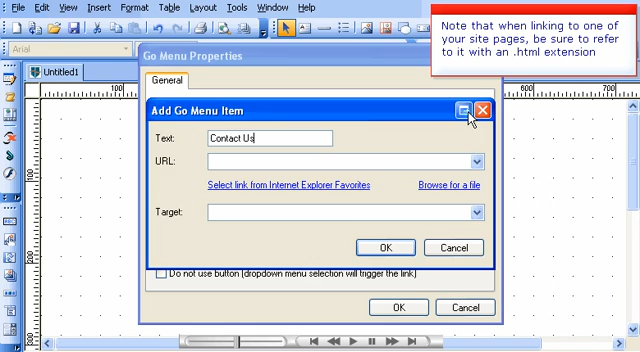 File Edit View Insert Format Table Layout Tools Window Help
Note that when linking to one of
your site pages, be sure to refer
to it with an .html extension
Arial
Go Menu Properties
Untitled1
General
100
500
600
Add Go Menu Item
Text: Contact Us
URL:
Select link from Internet Explorer Favorites Browse for a file
Target:
OK Cancel
Do not use button (dropdown menu selection will trigger the link)
OK Cancel
100
200
300